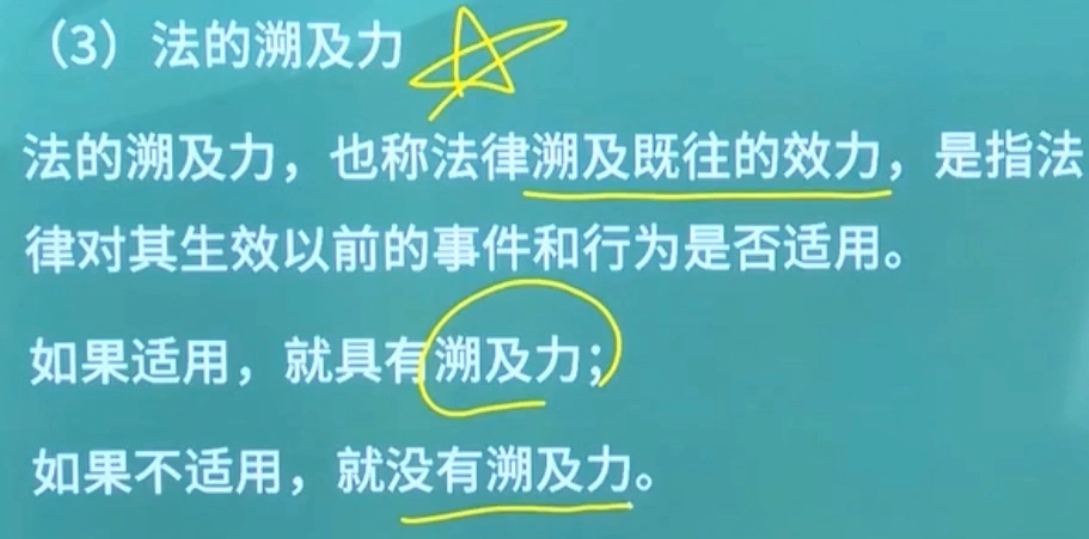 （3）法的溯及力
法的溯及力，也称法律溯及既往的效力，是指法
律对其生效以前的事件和行为是否适用。
如果适用，就具有溯及力；
如果不适用，就没有溯及力。